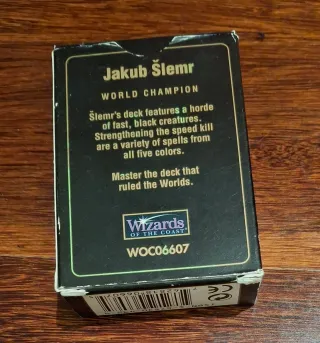 Jakub Šlemr
WORLD CHAMPION
Šlemr's deck features a horde
of fast, black creatures.
Strengthening the speed kill
are a variety of spells from
all five colors.
Master the deck that
ruled the Worlds.
Wizards
OF THE COAST
WOC06607
CE